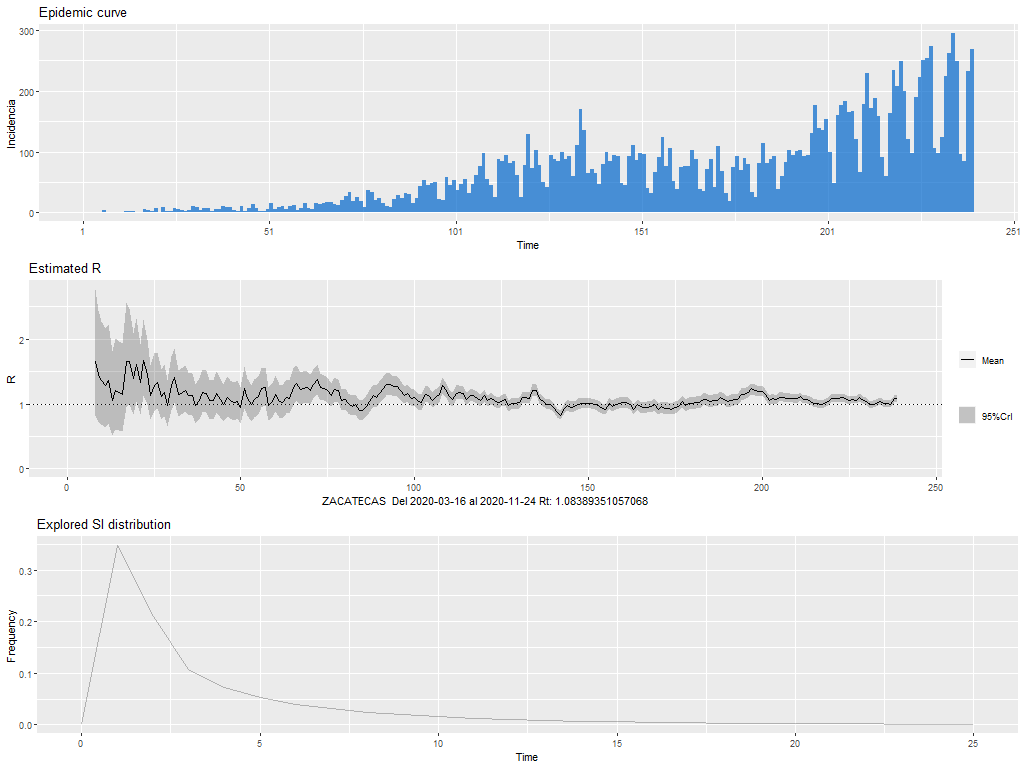 Epidemic curve
300
200
100
0
Incidencia
1 51 101 151 201 251
Time
Estimated R
2
1
0
R
Mean
95%CrI
0 50 100 150 200 250
ZACATECAS Del 2020-03-16 al 2020-11-24 Rt: 1.08389351057068
Explored SI distribution
0.3
0.2
0.1
0.0
Frequency
0 5 10 15 20 25
Time